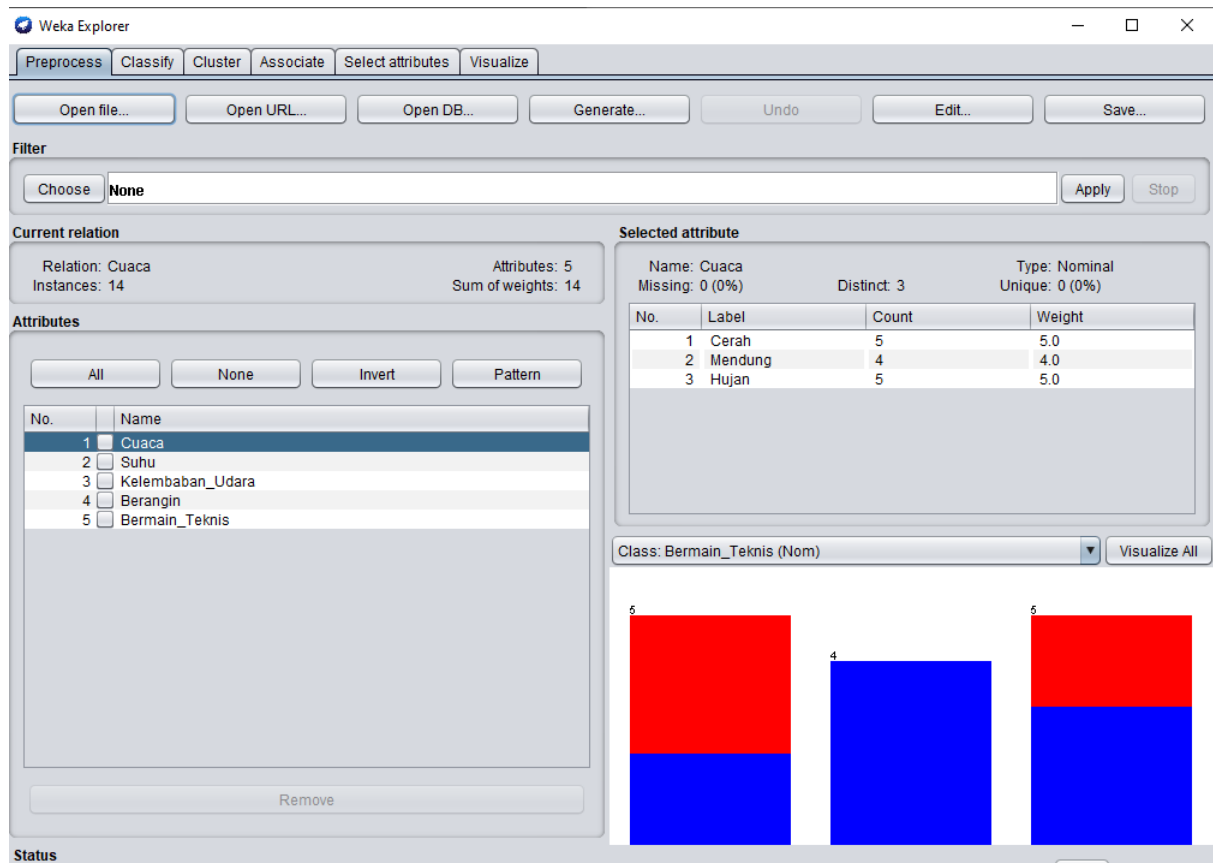 Weka Explorer
Preprocess Classify Cluster Associate Select attributes Visualize
Open file... Open URL... Open DB... Generate... Undo Edit... Save...
Filter
Choose None Apply Stop
Current relation
Relation: Cuaca Attributes: 5
Instances: 14 Sum of weights: 14
Attributes
All None Invert Pattern
No. Name
1 Cuaca
2 Suhu
3 Kelembaban_Udara
4 Berangin
5 Bermain_Teknis
Remove
Selected attribute
Name: Cuaca Type: Nominal
Missing: 0 (0%) Distinct: 3 Unique: 0 (0%)
No. Label Count Weight
1 Cerah 5 5.0
2 Mendung 4 4.0
3 Hujan 5 5.0
Class: Bermain_Teknis (Nom) Visualize All
5 4 5
Status